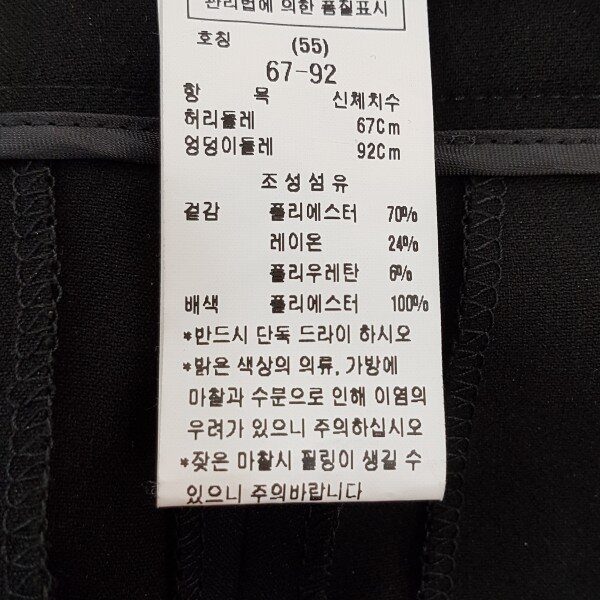 관리법에 의한 품질표시
호칭 (55)
67-92
항 목 신체치수
허리둘레 67Cm
엉덩이둘레 92Cm
조성섬유
겉감 폴리에스터 70%
레이온 24%
폴리우레탄 6%
배색 폴리에스터 100%
*반드시 단독 드라이 하시오
*밝은 색상의 의류, 가방에
마찰과 수분으로 인해 이염의
우려가 있으니 주의하십시오
*잦은 마찰시 필링이 생길 수
있으니 주의바랍니다